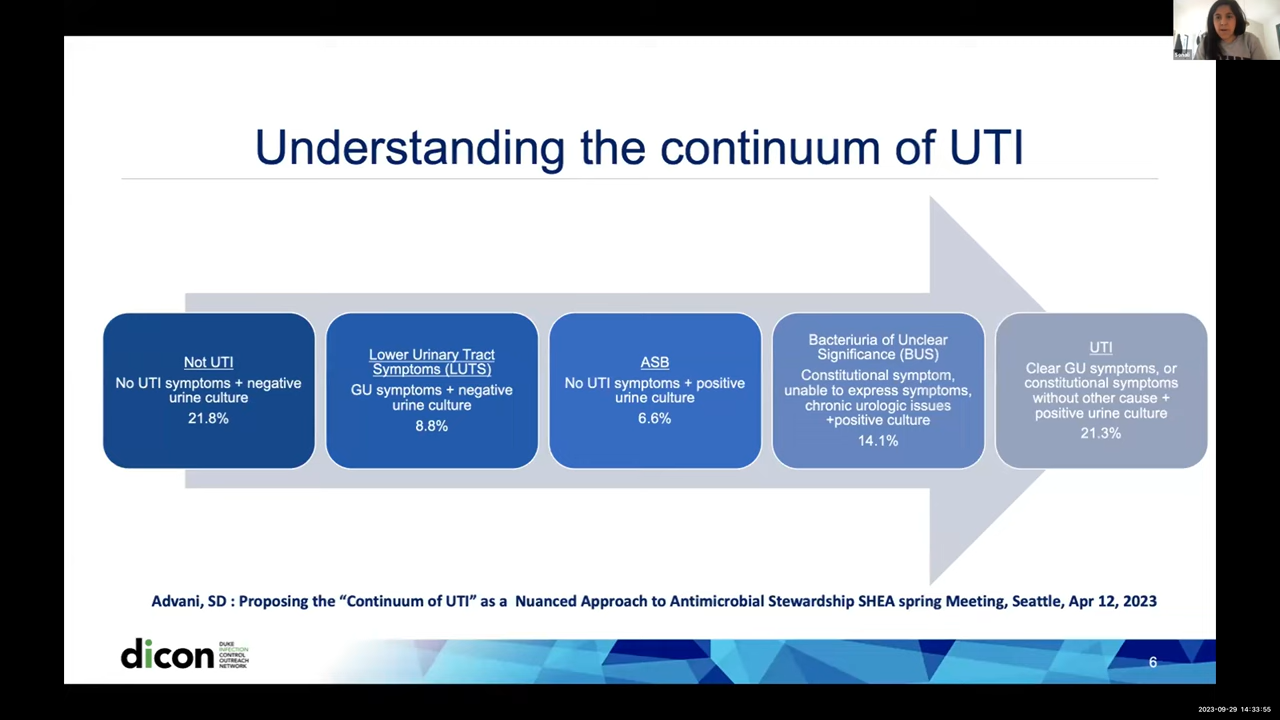 Understanding the continuum of UTI
Not UTI
No UTI symptoms + negative
urine culture
21.8%
Lower Urinary Tract
Symptoms (LUTS)
GU symptoms + negative
urine culture
8.8%
ASB
No UTI symptoms + positive
urine culture
6.6%
Bacteriuria of Unclear
Significance (BUS)
Constitutional symptom,
unable to express symptoms,
chronic urologic issues
+positive culture
14.1%
UTI
Clear GU symptoms, or
constitutional symptoms
without other cause +
positive urine culture
21.3%
Advani, SD : Proposing the “Continuum of UTI” as a Nuanced Approach to Antimicrobial Stewardship SHEA spring Meeting, Seattle, Apr 12, 2023
dicon
DUKE
INFECTION
CONTROL
OUTREACH
NETWORK
6
2023-09-29 14:33:55